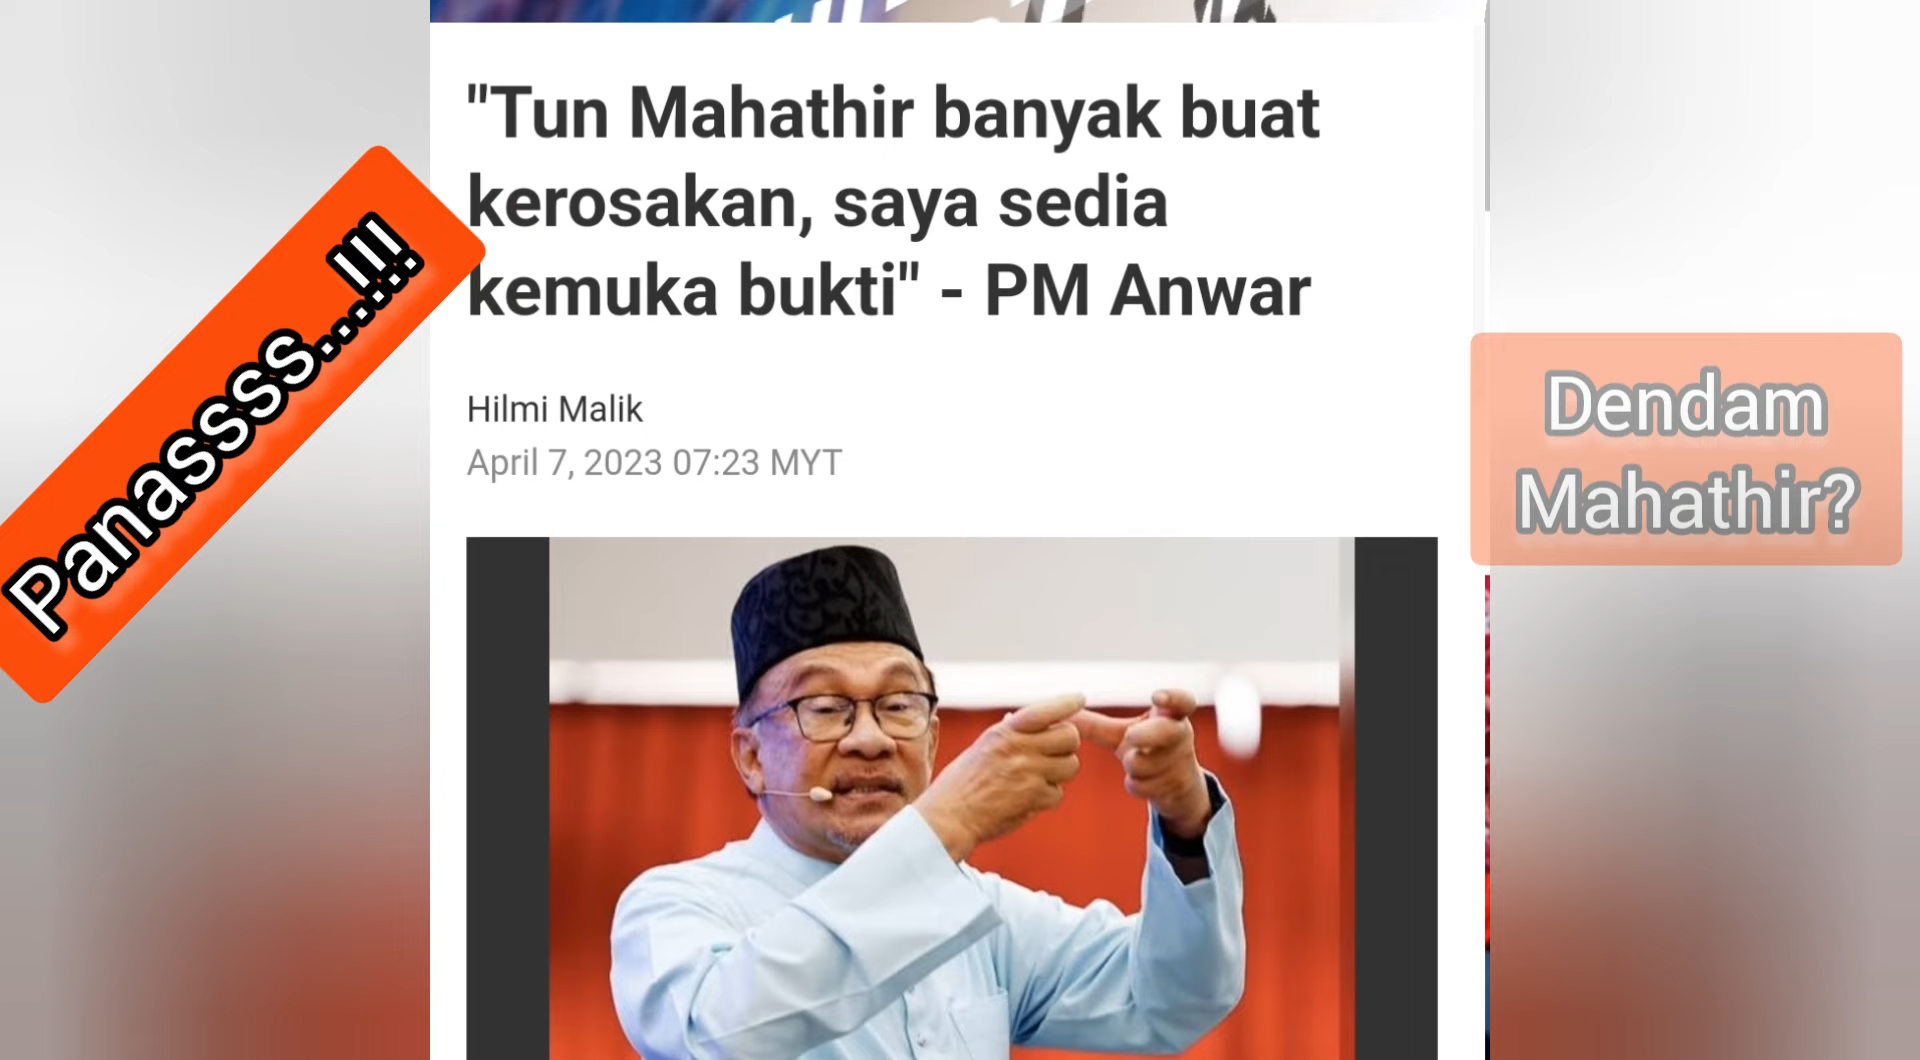 "Tun Mahathir banyak buat
kerosakan, saya sedia
kemuka bukti" - PM Anwar
Hilmi Malik
April 7, 2023 07:23 MYT
Panassss...!!!
Dendam
Mahathir?